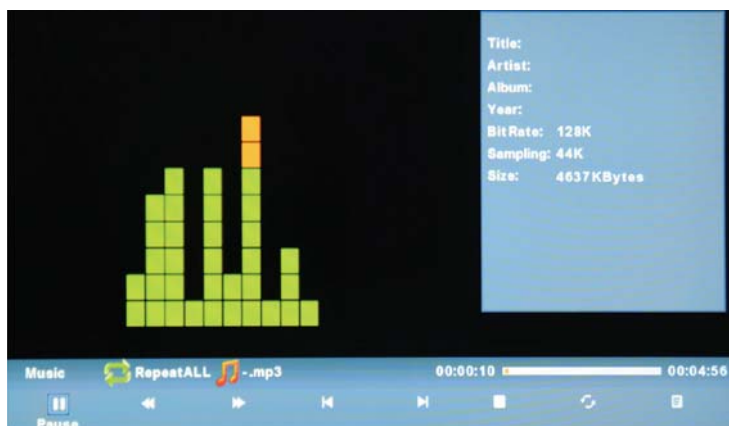 Title:
Artist:
Album:
Year:
Bit Rate: 128K
Sampling: 44K
Size: 4637KBytes
Music RepeatALL -.mp3 00:00:10 00:04:56
Pause